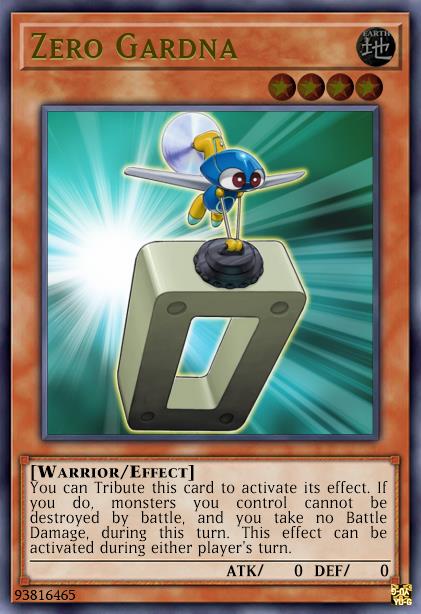 ZERO GARDNA
EARTH
地
[WARRIOR/EFFECT]
You can Tribute this card to activate its effect. If
you do, monsters you control cannot be
destroyed by battle, and you take no Battle
Damage, during this turn. This effect can be
activated during either player's turn.
ATK/ 0 DEF/ 0
93816465